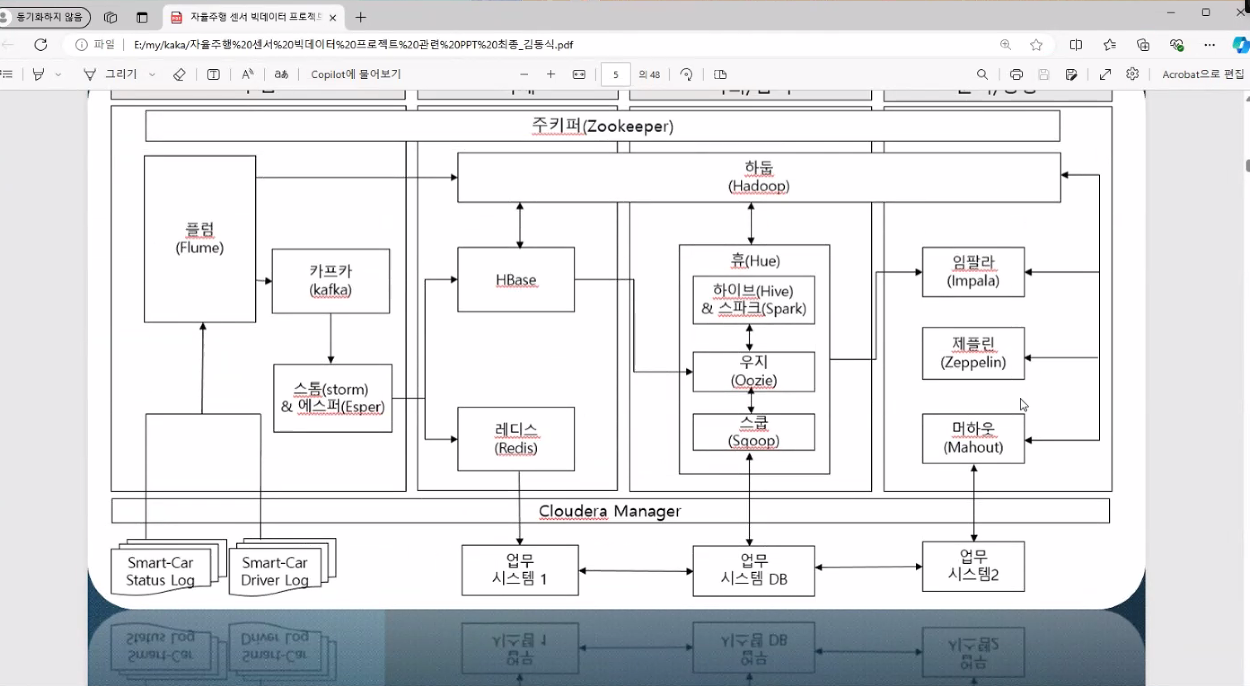 동기화하지 않음
자율주행 센서 빅데이터 프로젝트
파일
E:/my/kaka/자율주행%20센서%20빅데이터%20프로젝트%20관련%20PPT%20최종_김동식.pdf
그리기
Copilot에 물어보기
5
의 48
Acrobat으로 편집
주키퍼(Zookeeper)
하둡
(Hadoop)
플럼
(Flume)
카프카
(kafka)
HBase
휴(Hue)
하이브(Hive)
& 스파크(Spark)
임팔라
(Impala)
제플린
(Zeppelin)
우지
(Oozie)
스톰(storm)
& 에스퍼(Esper)
레디스
(Redis)
스쿱
(Sqoop)
머하웃
(Mahout)
Cloudera Manager
Smart-Car
Status Log
Smart-Car
Driver Log
업무
시스템 1
업무
시스템 DB
업무
시스템2